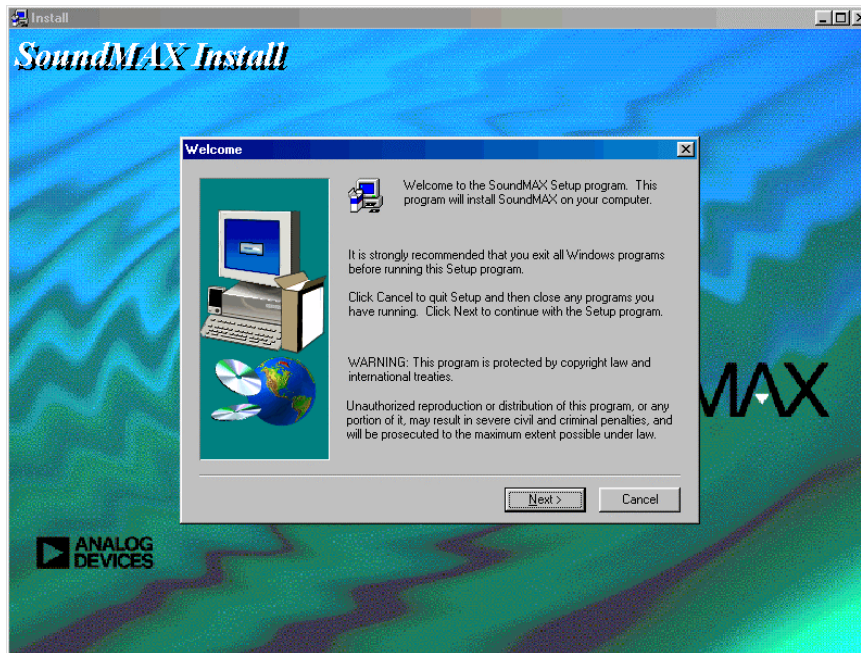 Install
SoundMAX Install
Welcome
Welcome to the SoundMAX Setup program. This
program will install SoundMAX on your computer.
It is strongly recommended that you exit all Windows programs
before running this Setup program.
Click Cancel to quit Setup and then close any programs you
have running. Click Next to continue with the Setup program.
WARNING: This program is protected by copyright law and
international treaties.
Unauthorized reproduction or distribution of this program, or any
portion of it, may result in severe civil and criminal penalties, and
will be prosecuted to the maximum extent possible under law.
MAX
Next >
Cancel
ANALOG
DEVICES